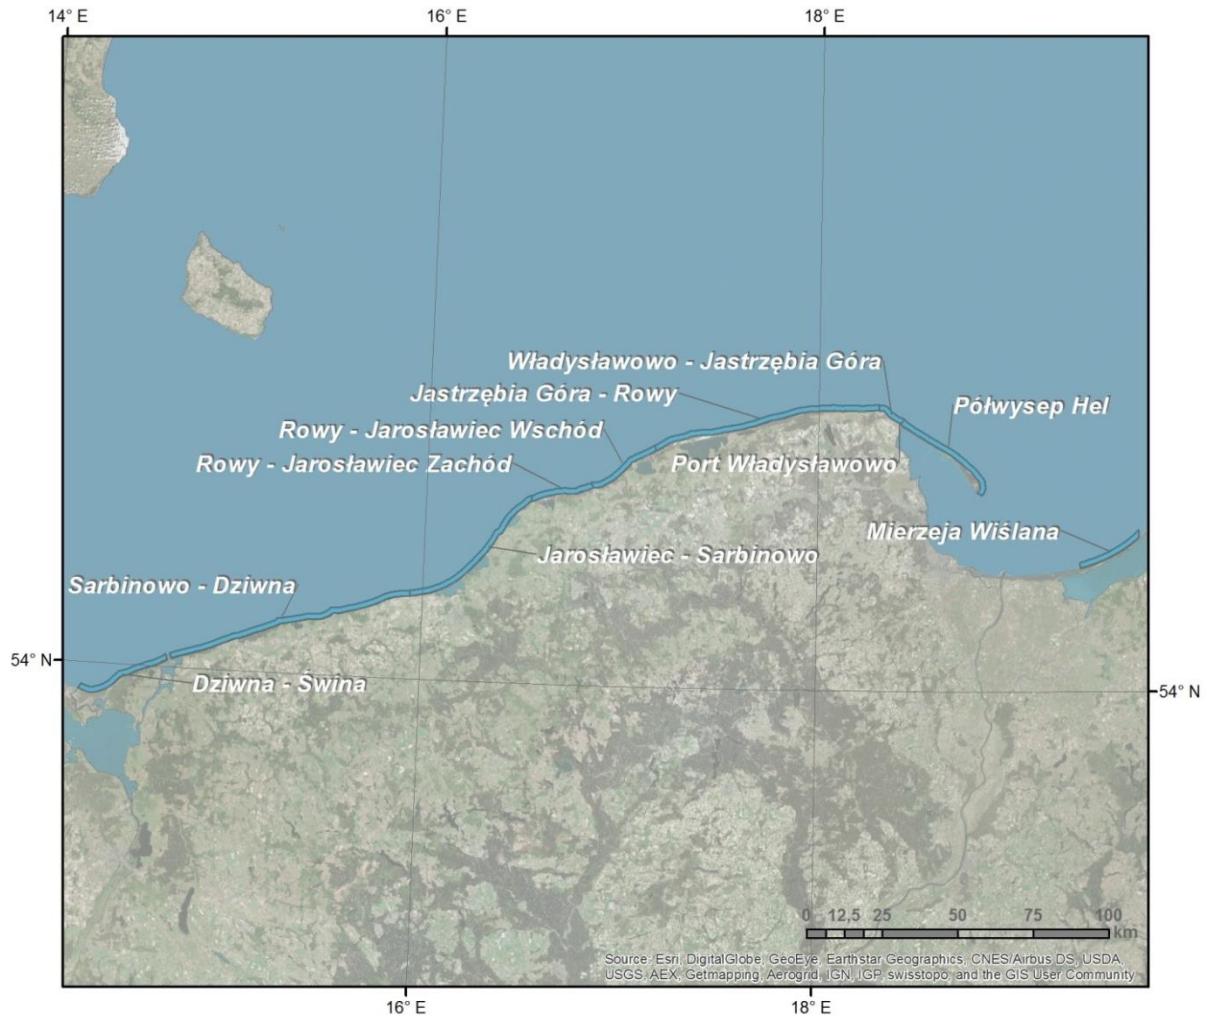 14° E
16° E
18° E
Władysławowo - Jastrzębia Góra
Jastrzębia Góra - Rowy
Półwysep Hel
Rowy - Jarosławiec Wschód
Rowy - Jarosławiec Zachód
Port Władysławowo
Mierzeja Wiślana
Jarosławiec - Sarbinowo
Sarbinowo - Dziwna
54° N
Dziwna - Świna
54° N
0 12,5 25 50 75 100
km
Source: Esri, DigitalGlobe, GeoEye, Earthstar Geographics, CNES/Airbus DS, USDA,
USGS, AEX, Getmapping, Aerogrid, IGN, IGP, swisstopo, and the GIS User Community
16° E
18° E